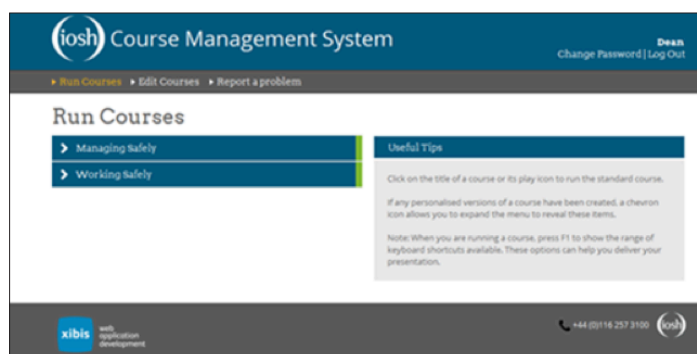 iosh Course Management System
Dean
Change Password | Log Out
Run Courses Edit Courses Report a problem
Run Courses
Managing Safely
Working Safely
Useful Tips
Click on the title of a course or its play icon to run the standard course.
If any personalised versions of a course have been created, a chevron
icon allows you to expand the menu to reveal these items.
Note: When you are running a course, press F1 to show the range of
keyboard shortcuts available. These options can help you deliver your
presentation.
xibis
web
application
development
+44 (0)116 257 3100
iosh